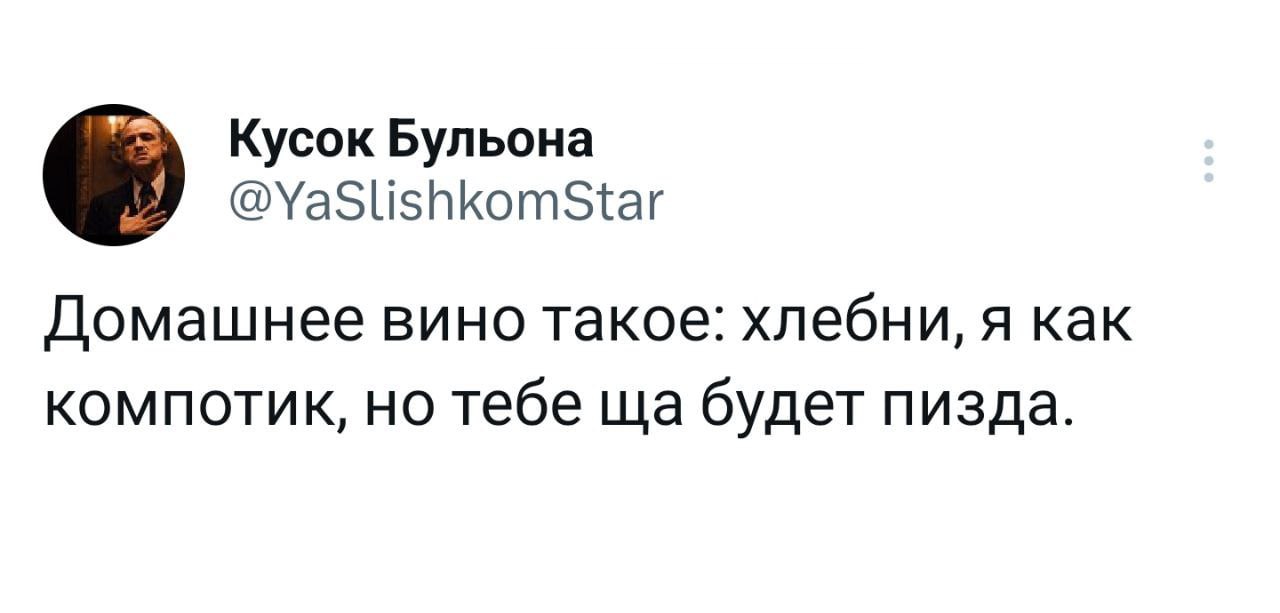 Кусок Бульона
@YaSlishkomStar
Домашнее вино такое: хлебни, я как
компотик, но тебе ща будет пизда.